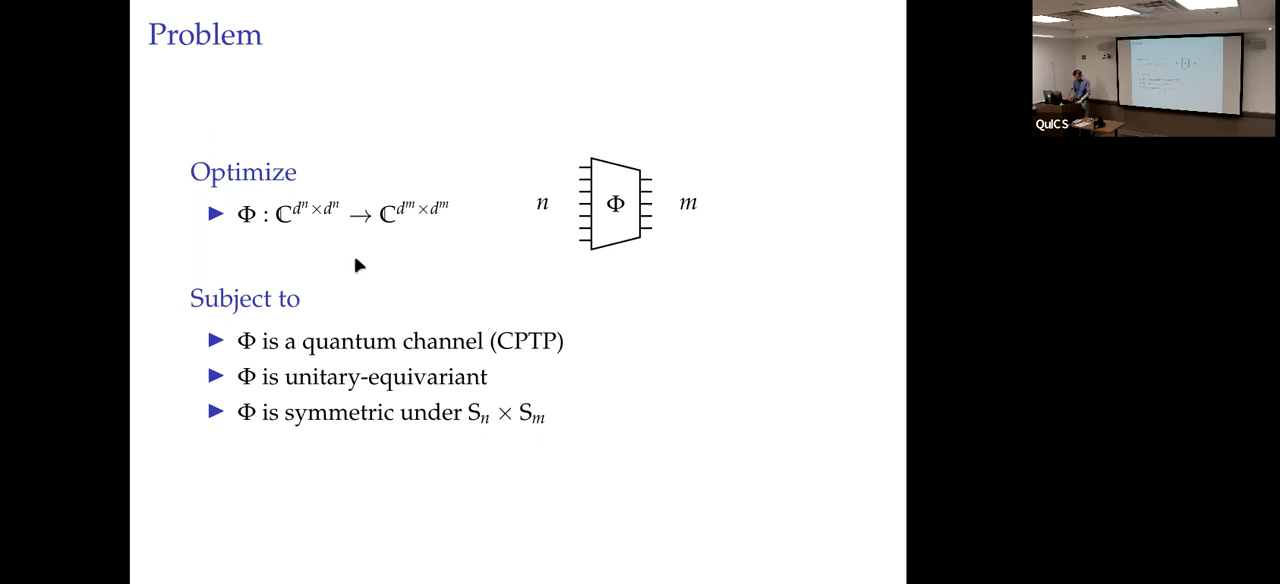 Problem
Optimize
▶ Φ : ℂ^{d^n×d^n} → ℂ^{d^m×d^m}
n Φ m
Subject to
▶ Φ is a quantum channel (CPTP)
▶ Φ is unitary-equivariant
▶ Φ is symmetric under S_n × S_m
QuICS